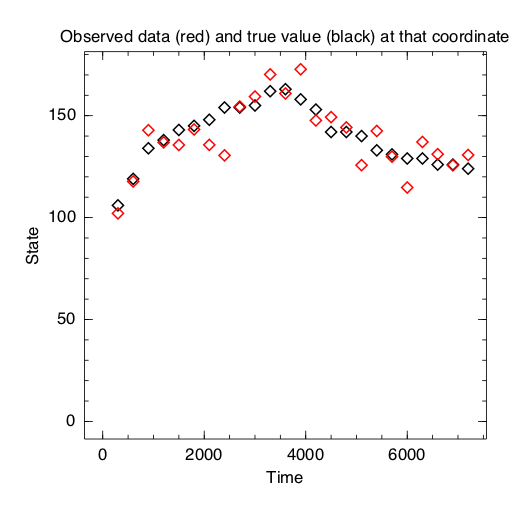 Observed data (red) and true value (black) at that coordinate
150
100
50
0
State
0 2000 4000 6000
Time